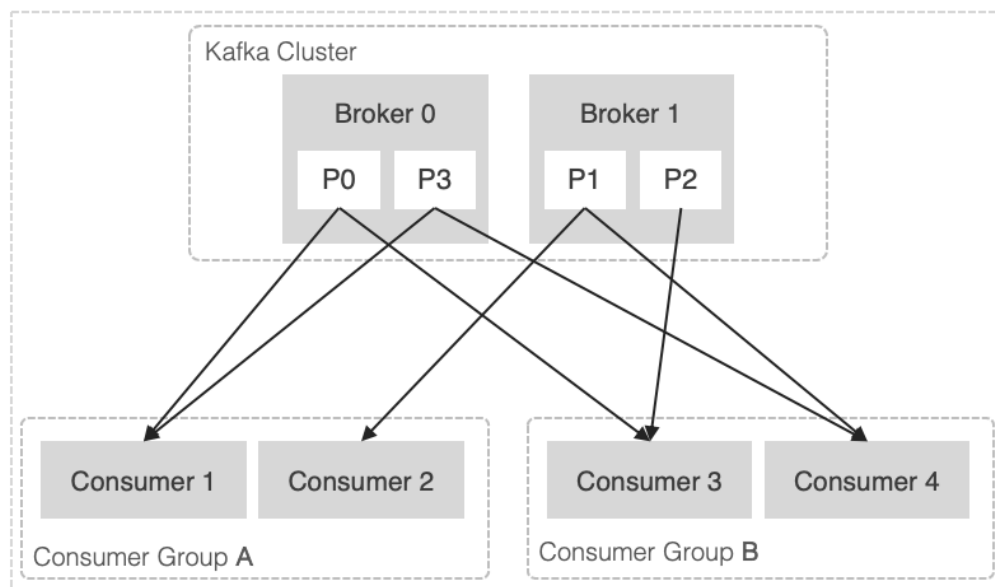 Kafka Cluster
Broker 0
Broker 1
P0
P3
P1
P2
Consumer 1
Consumer 2
Consumer 3
Consumer 4
Consumer Group A
Consumer Group B